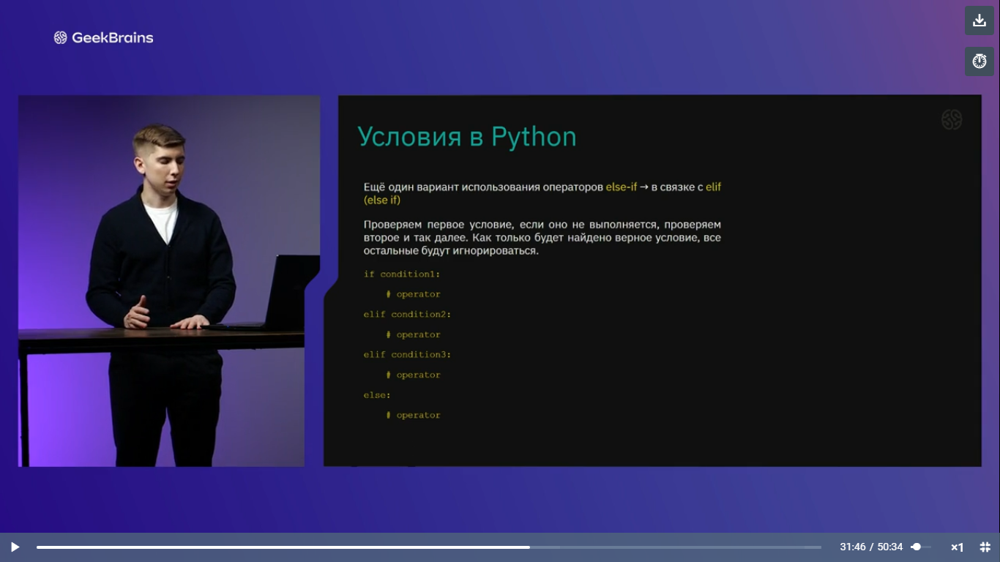 GeekBrains
Условия в Python
Ещё один вариант использования операторов else-if → в связке с elif
(else if)
Проверяем первое условие, если оно не выполняется, проверяем
второе и так далее. Как только будет найдено верное условие, все
остальные будут игнорироваться.
if condition1:
    # operator
elif condition2:
    # operator
elif condition3:
    # operator
else:
    # operator
31:46 / 50:34
×1